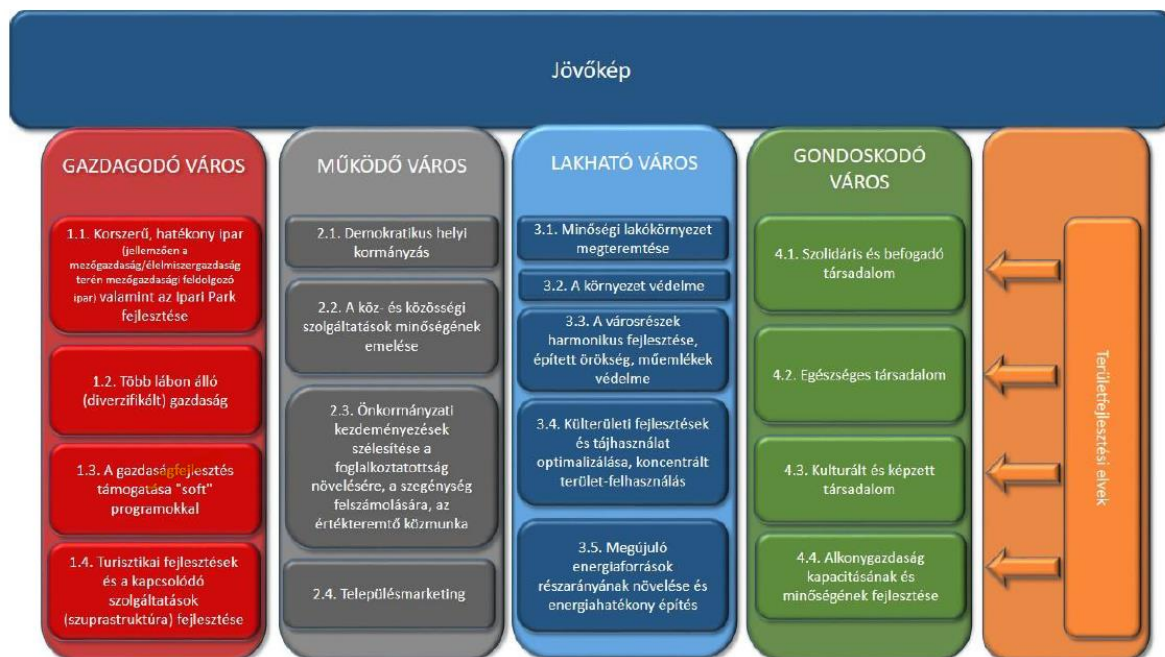 Jövőkép
GAZDAGODÓ VÁROS
1.1. Korszerű, hatékony ipar
(jellemzően a
mezőgazdaság/élelmiszergazdaság
terén mezőgazdasági feldolgozó
ipar) valamint az Ipari Park
fejlesztése
1.2. Több lábon álló
(diverzifikált) gazdaság
1.3. A gazdaságfejlesztés
támogatása "soft"
programokkal
1.4. Turisztikai fejlesztések
és a kapcsolódó
szolgáltatások
(szuprastruktúra) fejlesztése
MŰKÖDŐ VÁROS
2.1. Demokratikus helyi
kormányzás
2.2. A köz- és közösségi
szolgáltatások minőségének
emelése
2.3. Önkormányzati
kezdeményezések
szélesítése a
foglalkoztatottság
növelésére, a szegénység
felszámolására, az
értékteremtő közmunka
2.4. Településmarketing
LAKHATÓ VÁROS
3.1. Minőségi lakókörnyezet
megteremtése
3.2. A környezet védelme
3.3. A városrészek
harmonikus fejlesztése,
épített örökség, műemlékek
védelme
3.4. Külterületi fejlesztések
és tájhasználat
optimalizálása, koncentrált
terület-felhasználás
3.5. Megújuló
energiaforrások
részarányának növelése és
energiahatékony építés
GONDOSKODÓ
VÁROS
4.1. Szolidáris és befogadó
társadalom
4.2. Egészséges társadalom
4.3. Kulturált és képzett
társadalom
4.4. Alkonygazdaság
kapacitásának és
minőségének fejlesztése
Területfejlesztési elvek